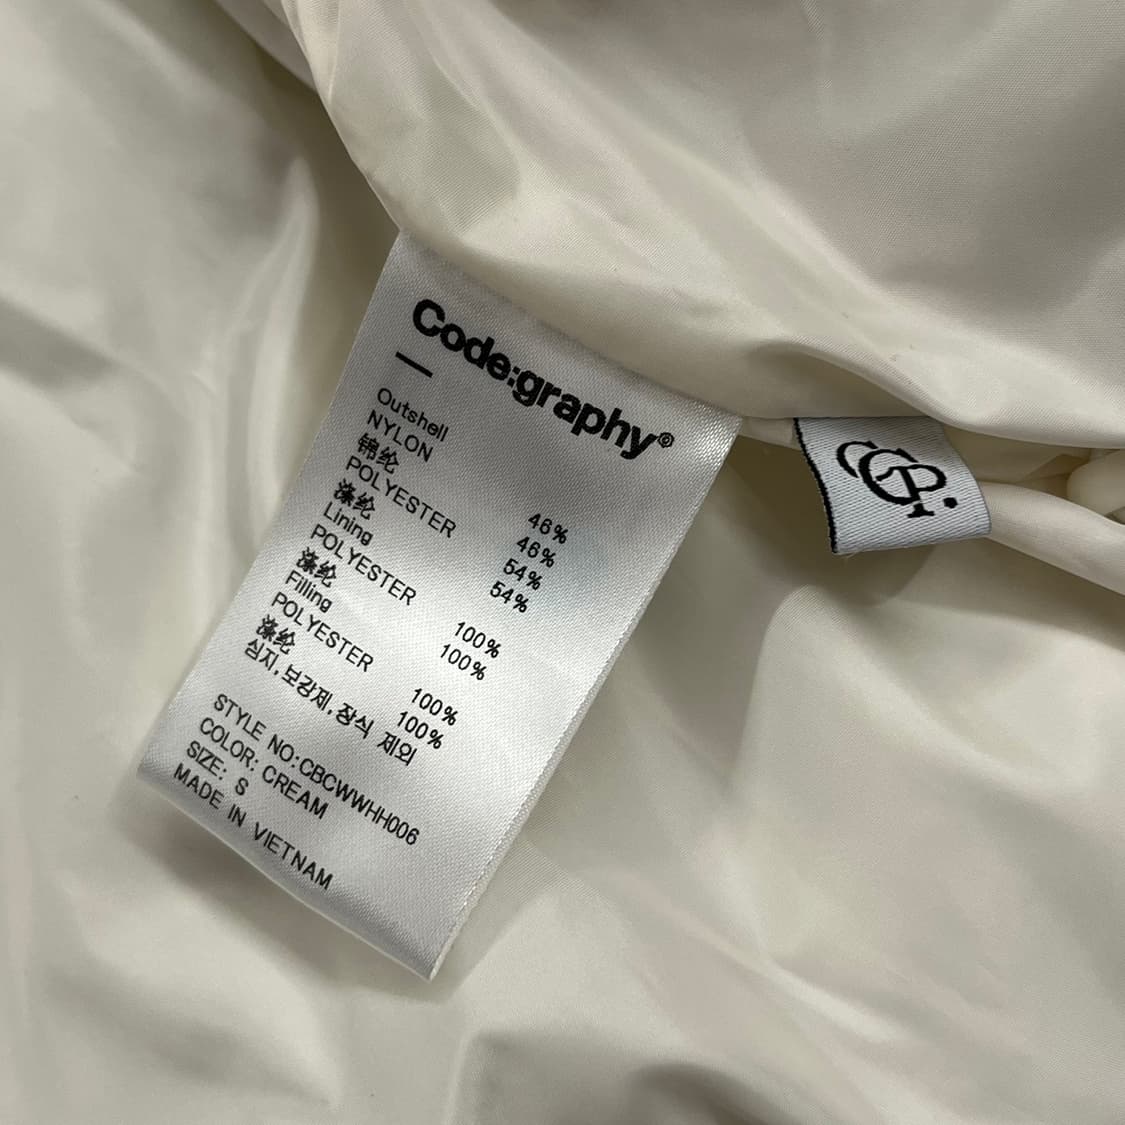 Code:graphy®
Outshell
NYLON 46%
锦纶 46%
POLYESTER 54%
涤纶 54%
Lining
POLYESTER 100%
涤纶 100%
Filling
POLYESTER 100%
涤纶 100%
심지,보강제,장식 제외
STYLE NO:CBCWWHH006
COLOR: CREAM
SIZE: S
MADE IN VIETNAM
CGP.